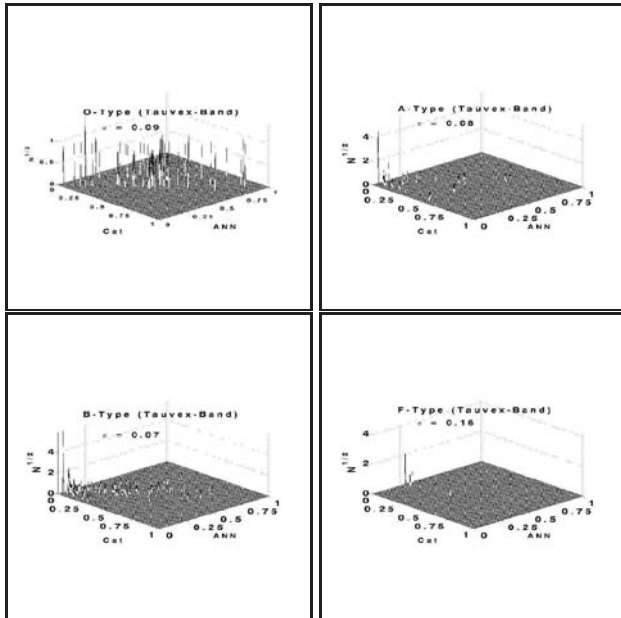 O-Type (Tauvex-Band)
σ = 0.09
N^1/2
1
0.5
0
0
0.25
0.5
0.75
1
Cat
0
0.25
0.5
0.75
1
ANN
A-Type (Tauvex-Band)
σ = 0.08
N^1/2
4
2
0
0
0.25
0.5
0.75
1
Cat
0
0.25
0.5
0.75
1
ANN
B-Type (Tauvex-Band)
σ = 0.07
N^1/2
4
2
0
0
0.25
0.5
0.75
1
Cat
0
0.25
0.5
0.75
1
ANN
F-Type (Tauvex-Band)
σ = 0.16
N^1/2
4
2
0
0
0.25
0.5
0.75
1
Cat
0
0.25
0.5
0.75
1
ANN